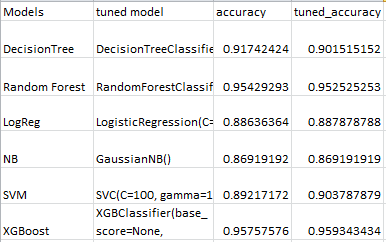 Models tuned model accuracy tuned_accuracy
DecisionTree DecisionTreeClassifie 0.91742424 0.901515152
Random Forest RandomForestClassif 0.95429293 0.952525253
LogReg LogisticRegression(C= 0.88636364 0.887878788
NB GaussianNB() 0.86919192 0.869191919
SVM SVC(C=100, gamma=1 0.89217172 0.903787879
XGBClassifier(base_
XGBoost score=None, 0.95757576 0.959343434